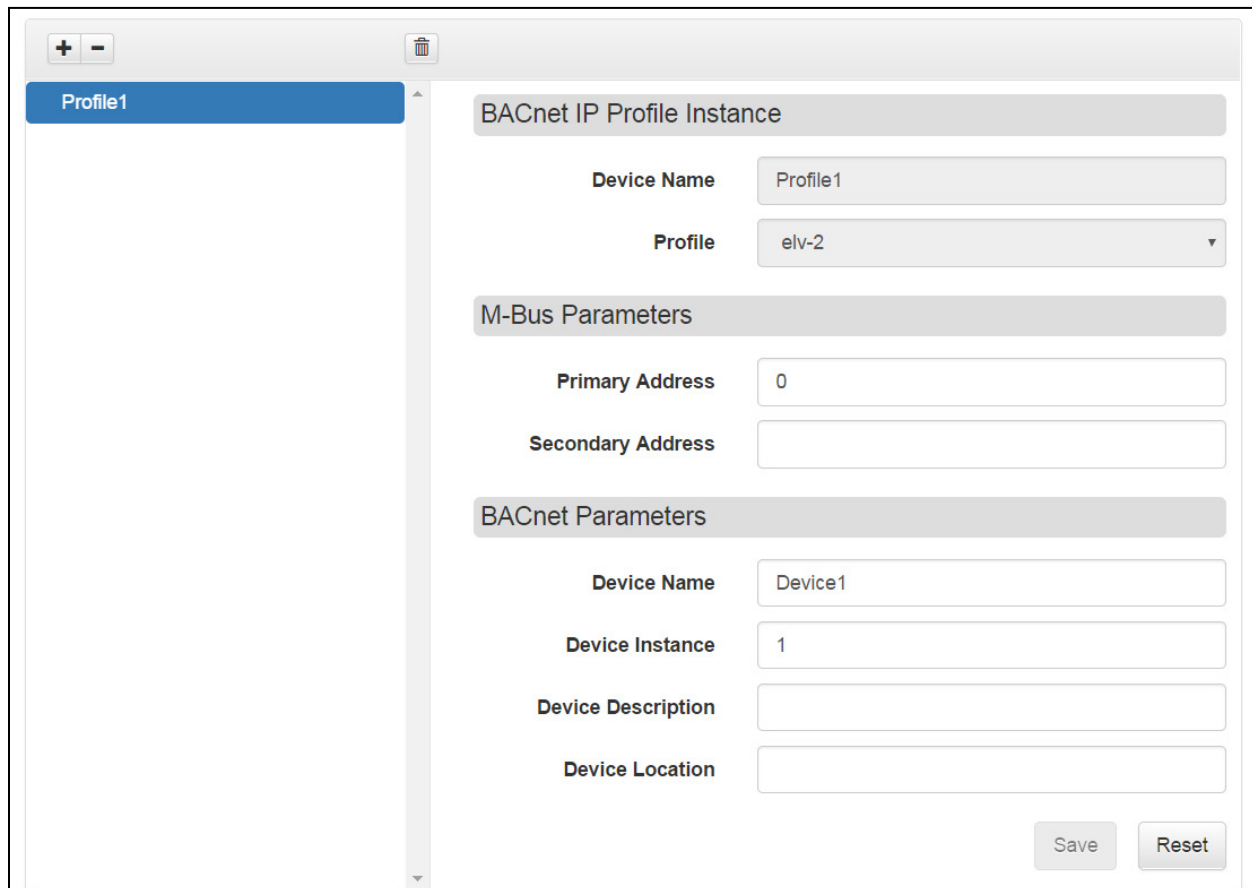 Profile1
BACnet IP Profile Instance
Device Name Profile1
Profile elv-2
M-Bus Parameters
Primary Address 0
Secondary Address
BACnet Parameters
Device Name Device1
Device Instance 1
Device Description
Device Location
Save Reset